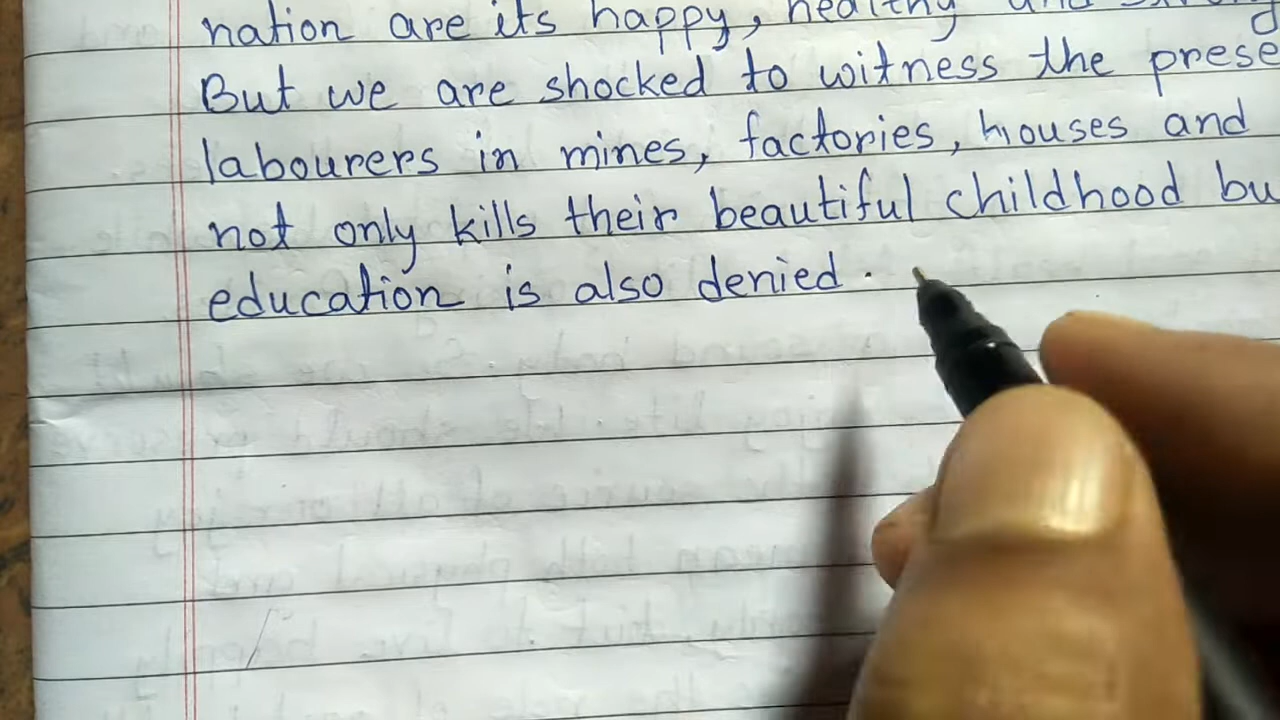 nation are its happy, healthy and
But we are shocked to witness the prese
labourers in mines, factories, houses and
not only kills their beautiful childhood bu
education is also denied.